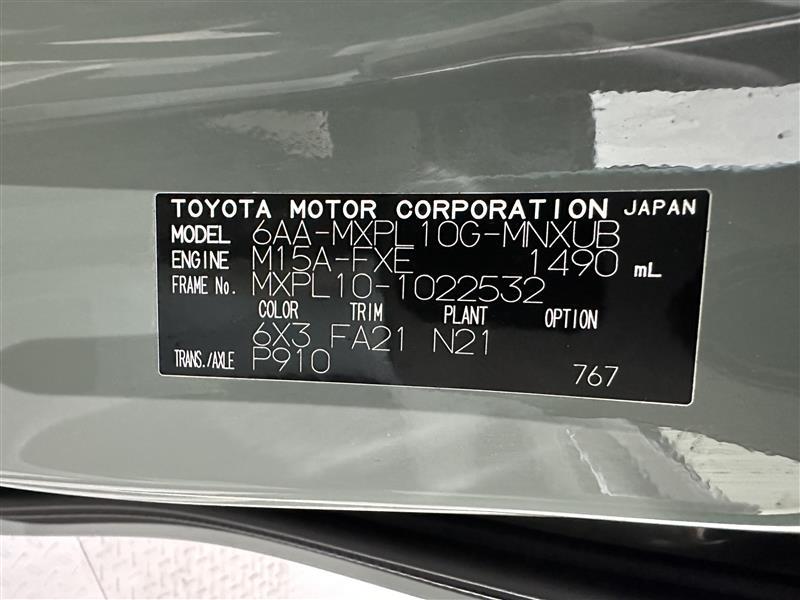 TOYOTA MOTOR CORPORATION JAPAN
MODEL 6AA-MXPL10G-MNXUB
ENGINE M15A-FXE 1490 mL
FRAME No. MXPL10-1022532
COLOR TRIM PLANT OPTION
6X3 FA21 N21
TRANS./AXLE P910
767